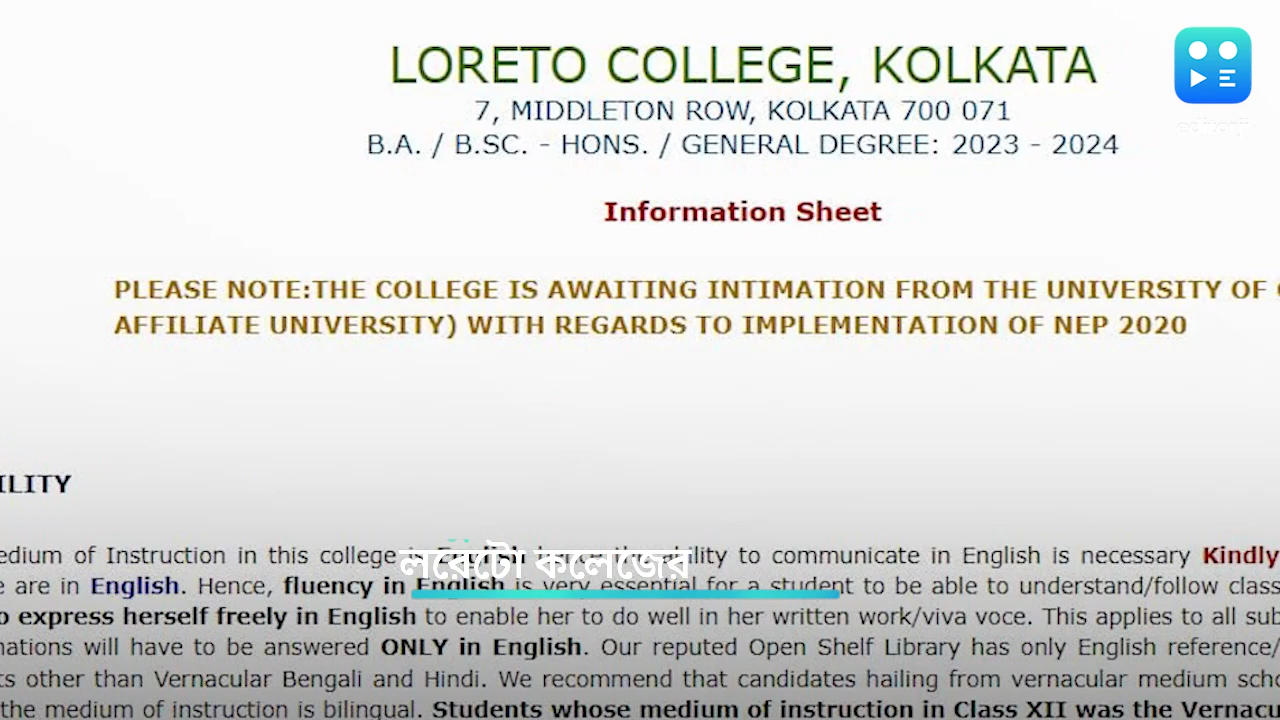 LORETO COLLEGE, KOLKATA
7, MIDDLETON ROW, KOLKATA 700 071
B.A. / B.SC. - HONS. / GENERAL DEGREE: 2023 - 2024
Information Sheet
PLEASE NOTE:THE COLLEGE IS AWAITING INTIMATION FROM THE UNIVERSITY OF
AFFILIATE UNIVERSITY) WITH REGARDS TO IMPLEMENTATION OF NEP 2020
ILITY
edium of Instruction in this college is English hence the ability to communicate in English is necessary Kindly
লরেটো কলেজের
e are in English. Hence, fluency in English is very essential for a student to be able to understand/follow class
o express herself freely in English to enable her to do well in her written work/viva voce. This applies to all sub
nations will have to be answered ONLY in English. Our reputed Open Shelf Library has only English reference/
ts other than Vernacular Bengali and Hindi. We recommend that candidates hailing from vernacular medium scho
the medium of instruction is bilingual. Students whose medium of instruction in Class XII was the Vernacu